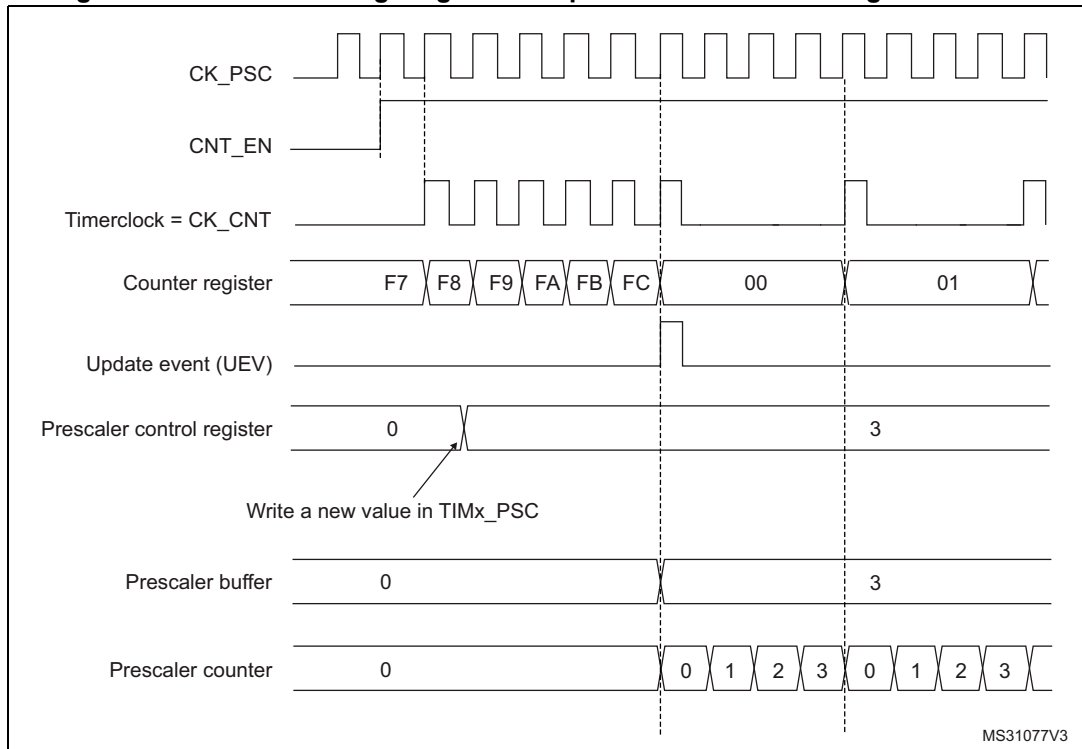 CK_PSC
CNT_EN
Timerclock = CK_CNT
Counter register F7 F8 F9 FA FB FC 00 01
Update event (UEV)
Prescaler control register 0 3
Write a new value in TIMx_PSC
Prescaler buffer 0 3
Prescaler counter 0 0 1 2 3 0 1 2 3
MS31077V3